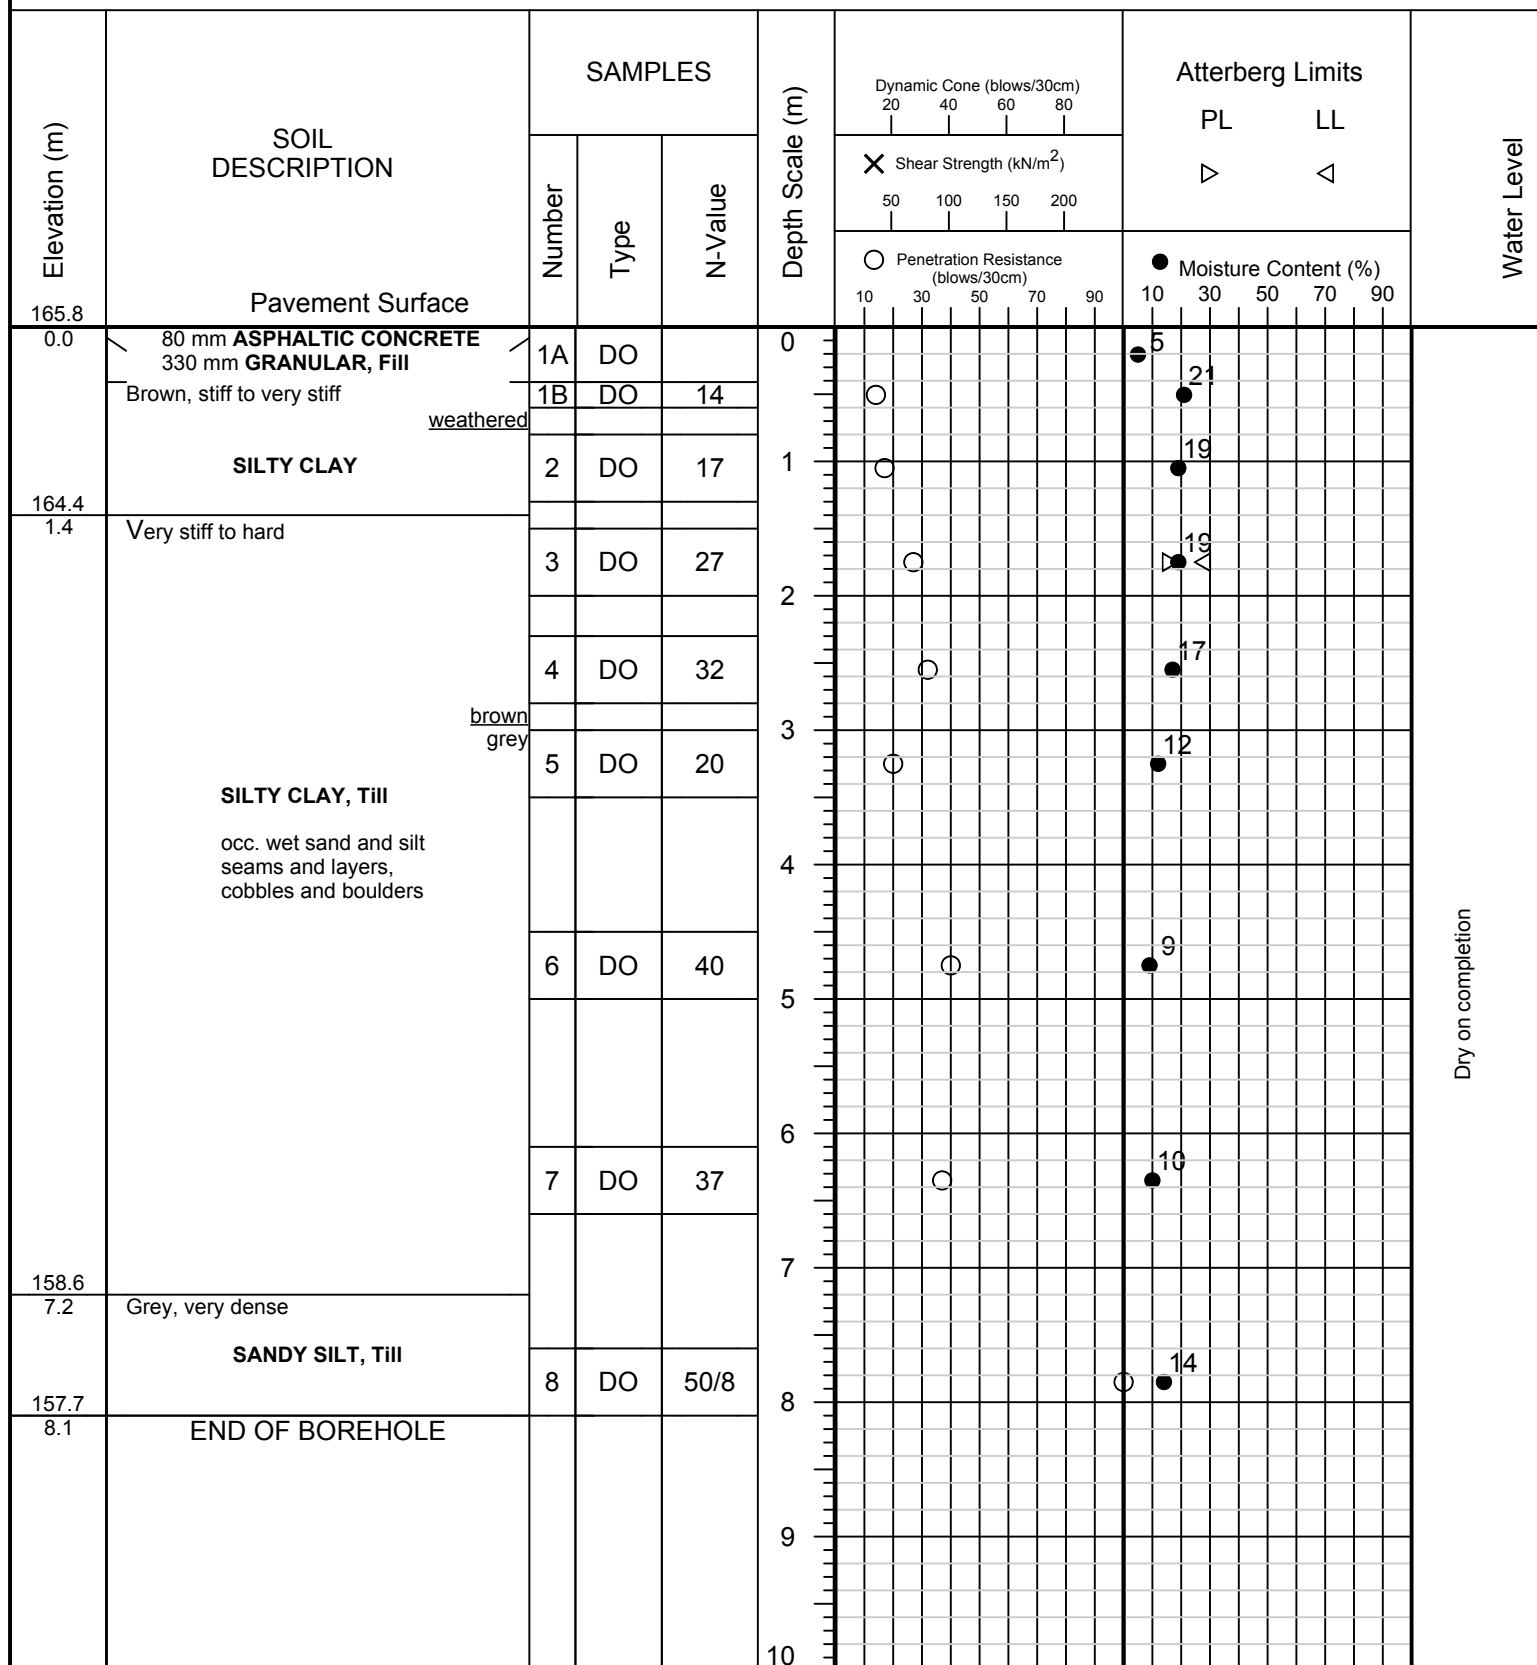 Elevation (m)
SOIL
DESCRIPTION
Pavement Surface
SAMPLES
Number
Type
N-Value
Depth Scale (m)
Dynamic Cone (blows/30cm)
20 40 60 80
Shear Strength (kN/m2)
50 100 150 200
Penetration Resistance
(blows/30cm)
10 30 50 70 90
Atterberg Limits
PL LL
Moisture Content (%)
10 30 50 70 90
Water Level
165.8
0.0
80 mm ASPHALTIC CONCRETE
330 mm GRANULAR, Fill
1A DO
0
5
Brown, stiff to very stiff
1B DO 14
21
weathered
SILTY CLAY
2 DO 17
1
19
164.4
1.4
Very stiff to hard
3 DO 27
19
2
4 DO 32
17
brown
grey
3
5 DO 20
12
SILTY CLAY, Till
occ. wet sand and silt
seams and layers,
cobbles and boulders
4
6 DO 40
9
5
Dry on completion
6
7 DO 37
10
7
158.6
7.2
Grey, very dense
SANDY SILT, Till
8 DO 50/8
14
8
157.7
8.1
END OF BOREHOLE
9
10